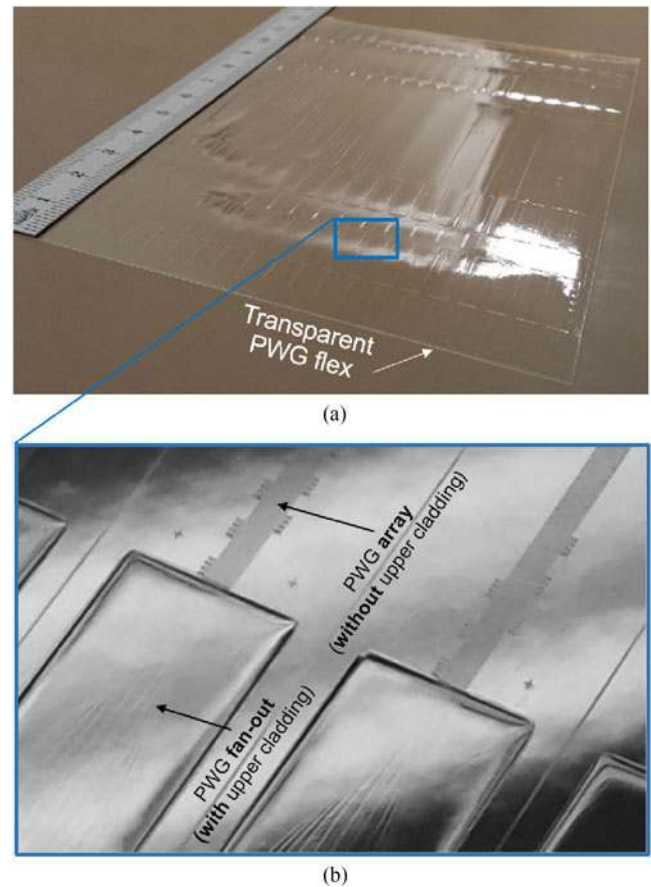 Transparent
PWG flex
(a)
PWG array
(without upper cladding)
PWG fan-out
(with upper cladding)
(b)